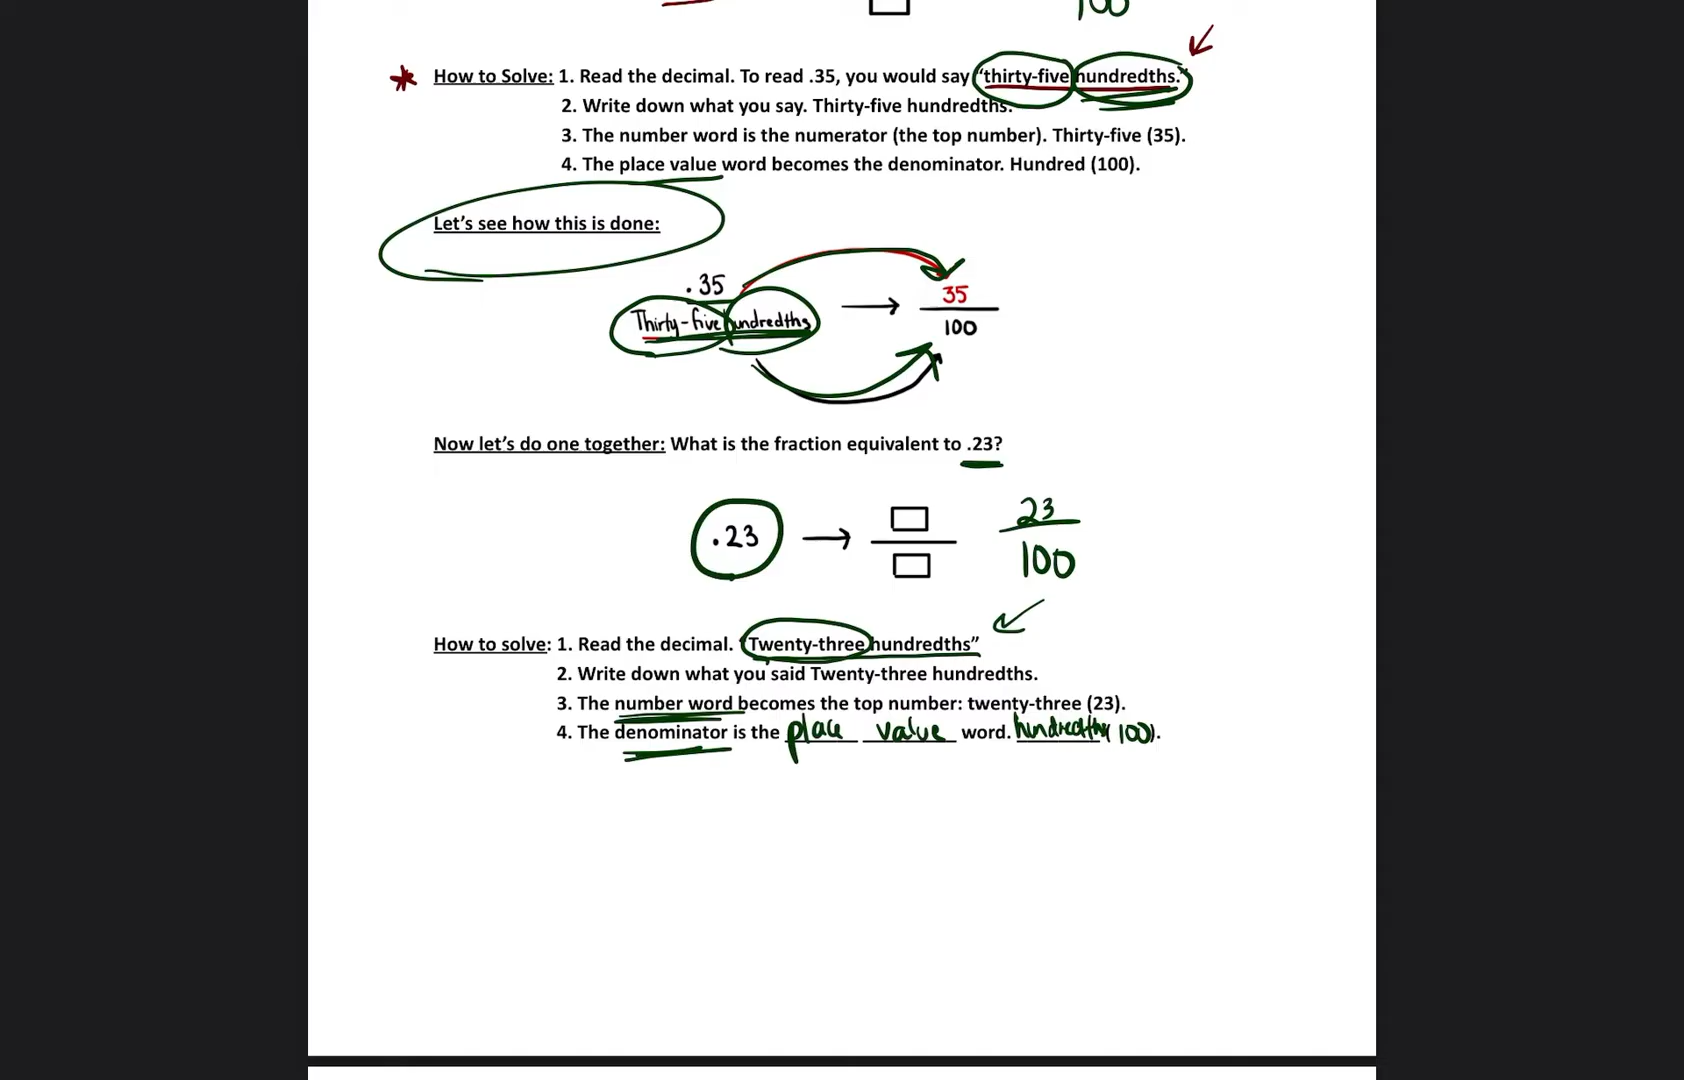 100
How to Solve: 1. Read the decimal. To read .35, you would say “thirty-five hundredths.”
2. Write down what you say. Thirty-five hundredths.
3. The number word is the numerator (the top number). Thirty-five (35).
4. The place value word becomes the denominator. Hundred (100).
Let’s see how this is done:
.35
Thirty-five hundredths
35
100
Now let’s do one together: What is the fraction equivalent to .23?
.23
23
100
How to solve: 1. Read the decimal. “Twenty-three hundredths”
2. Write down what you said Twenty-three hundredths.
3. The number word becomes the top number: twenty-three (23).
4. The denominator is the place value word. hundredths (100).